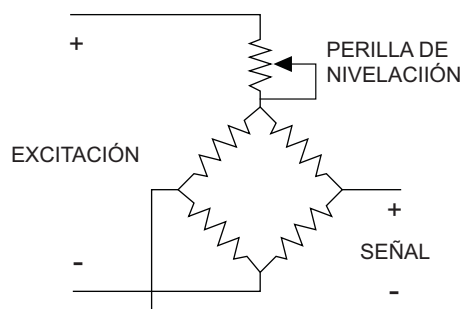 +
PERILLA DE
NIVELACIIÓN
EXCITACIÓN
+
SEÑAL
-
-